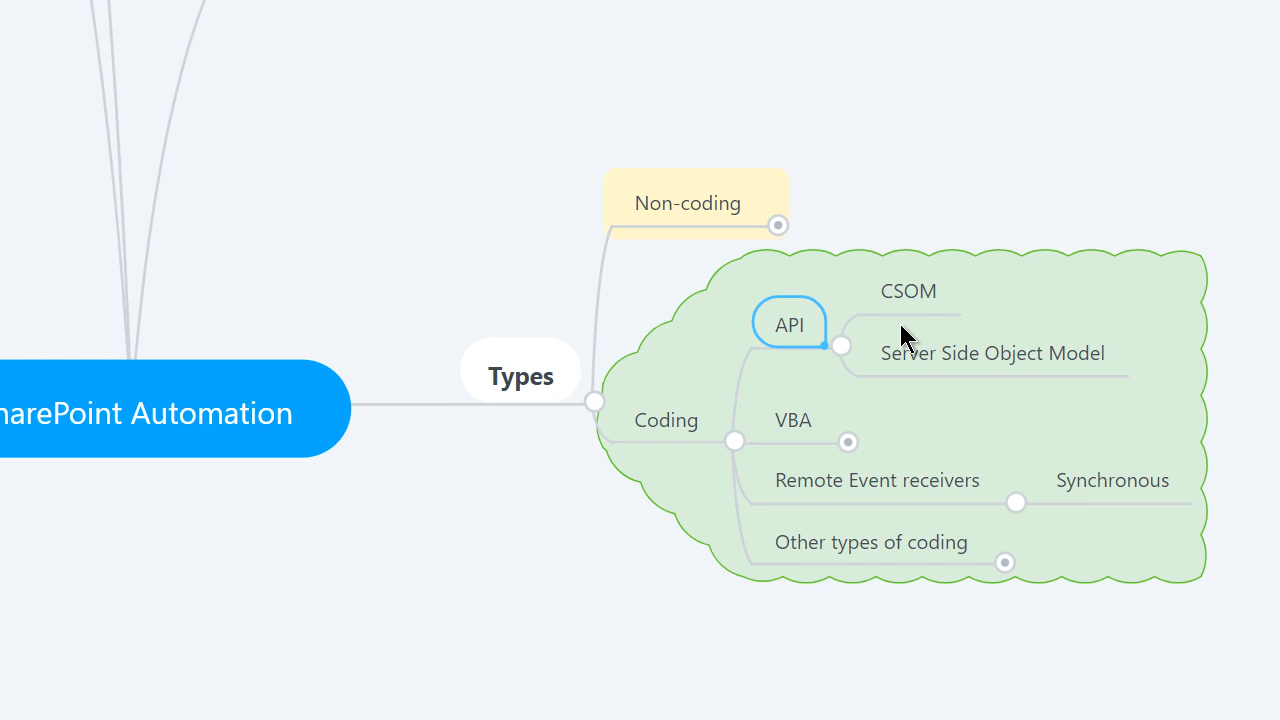 Non-coding
CSOM
API
Server Side Object Model
Types
harePoint Automation
Coding
VBA
Remote Event receivers
Synchronous
Other types of coding